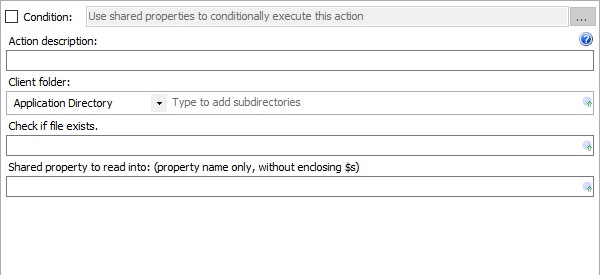 Condition: Use shared properties to conditionally execute this action ...
Action description:
Client folder:
Application Directory Type to add subdirectories
Check if file exists.
Shared property to read into: (property name only, without enclosing $s)